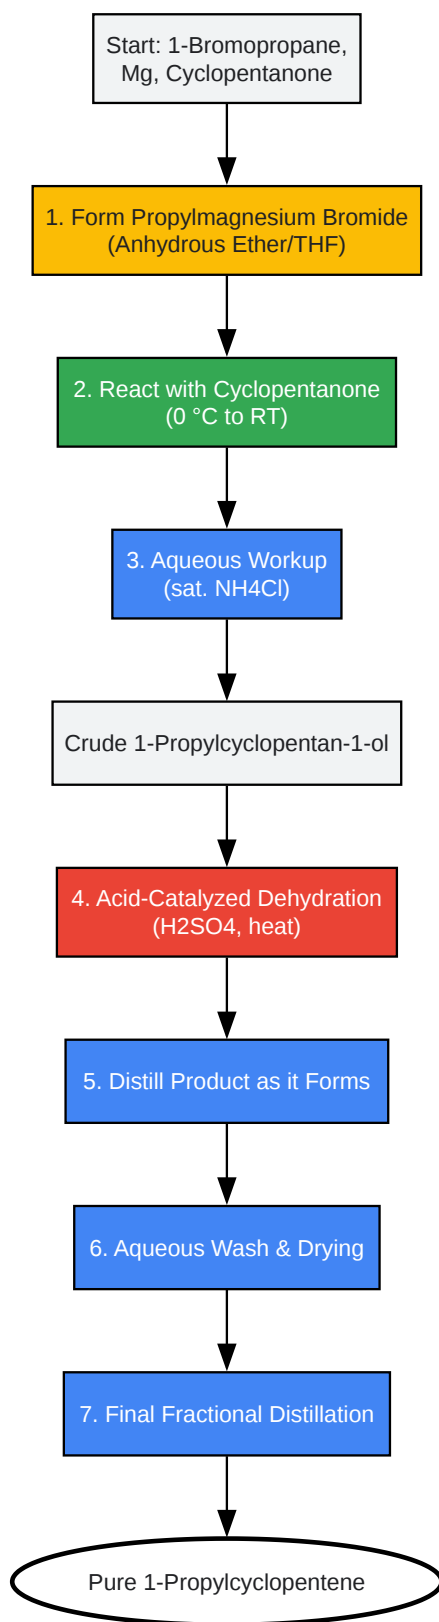 Start: 1-Bromopropane,
Mg, Cyclopentanone
1. Form Propylmagnesium Bromide
(Anhydrous Ether/THF)
2. React with Cyclopentanone
(0 °C to RT)
3. Aqueous Workup
(sat. NH4Cl)
Crude 1-Propylcyclopentan-1-ol
4. Acid-Catalyzed Dehydration
(H2SO4, heat)
5. Distill Product as it Forms
6. Aqueous Wash & Drying
7. Final Fractional Distillation
Pure 1-Propylcyclopentene